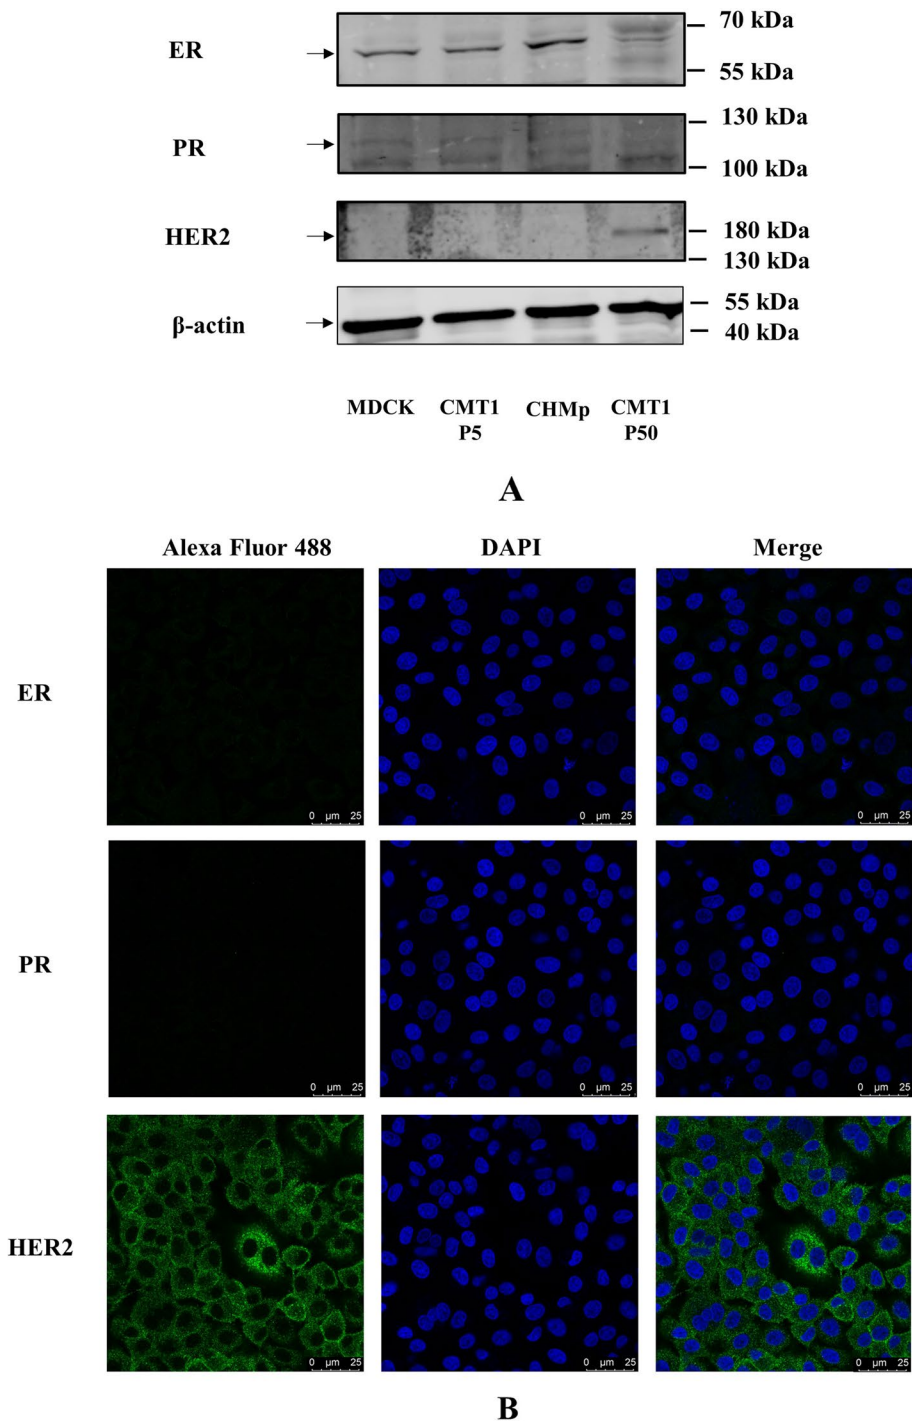 ER
70 kDa
55 kDa
PR
130 kDa
100 kDa
HER2
180 kDa
130 kDa
β-actin
55 kDa
40 kDa
MDCK CMT1 P5 CHMp CMT1 P50
A
Alexa Fluor 488 DAPI Merge
ER
0 µm 25 0 µm 25 0 µm 25
PR
0 µm 25 0 µm 25 0 µm 25
HER2
0 µm 25 0 µm 25 0 µm 25
B